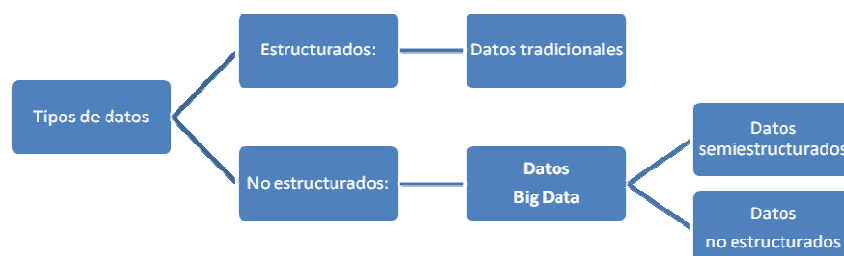 Estructurados:
Datos tradicionales
Tipos de datos
Datos
semiestructurados
No estructurados:
Datos
Big Data
Datos
no estructurados